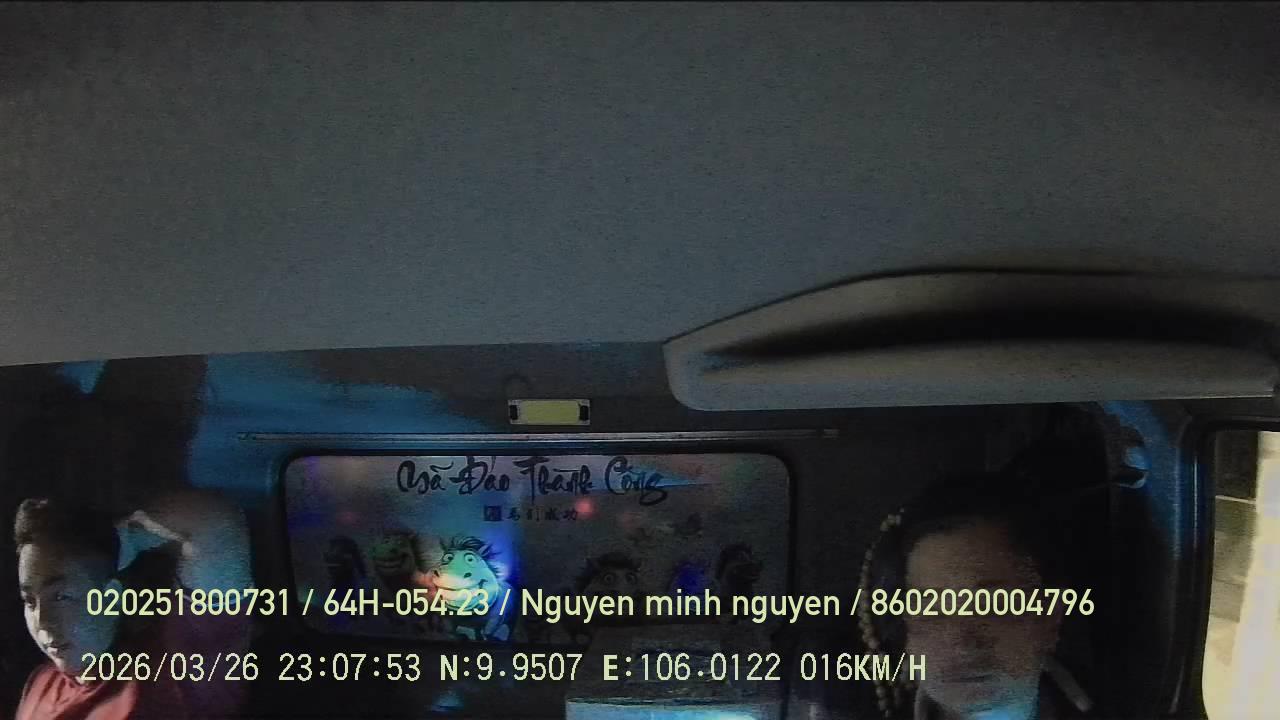 Mã Đáo Thành Công
马到成功
020251800731 / 64H-054.23 / Nguyen minh nguyen / 8602020004796
2026/03/26 23:07:53 N:9.9507 E:106.0122 016KM/H